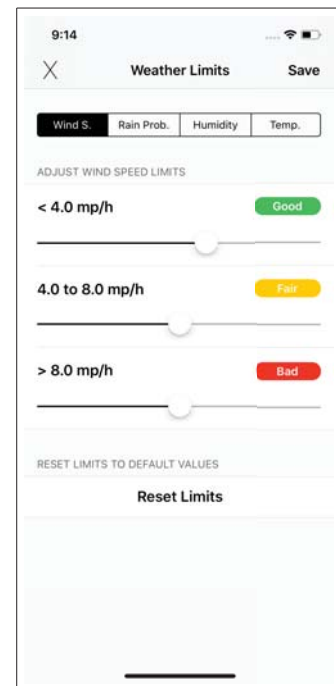 9:14
Weather Limits Save
Wind S. Rain Prob. Humidity Temp.
ADJUST WIND SPEED LIMITS
< 4.0 mp/h Good
4.0 to 8.0 mp/h Fair
> 8.0 mp/h Bad
RESET LIMITS TO DEFAULT VALUES
Reset Limits